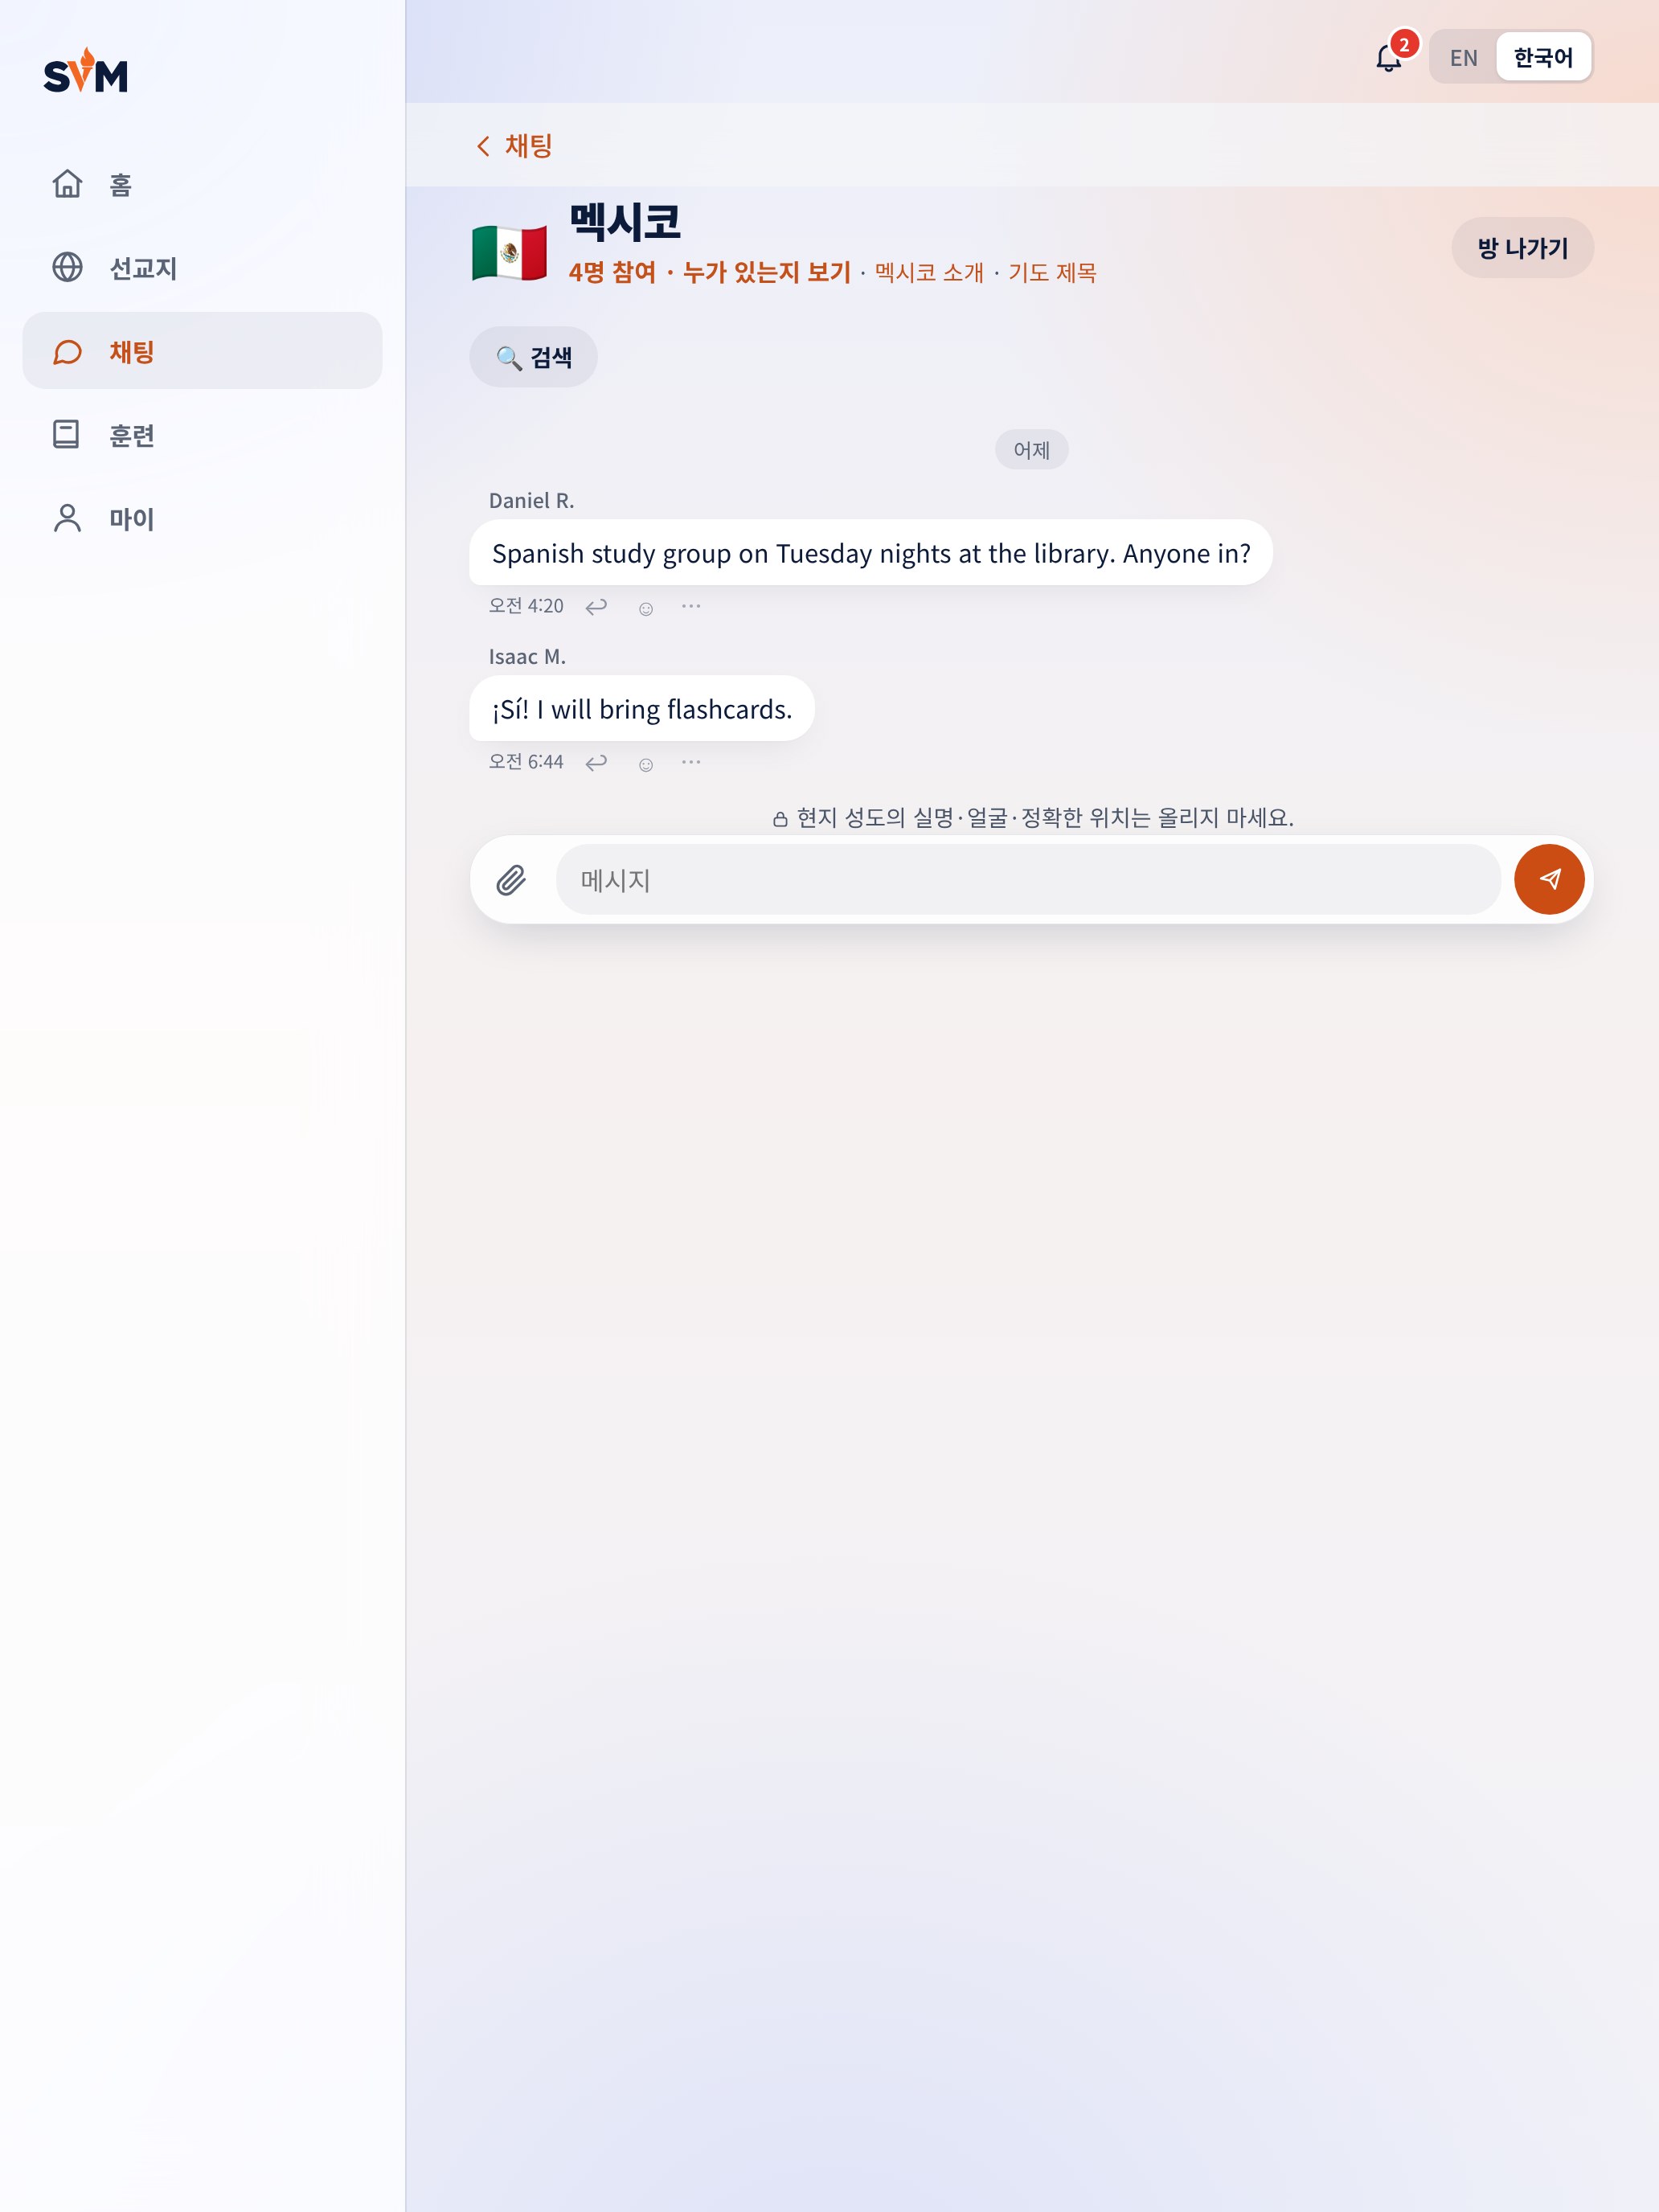 SVM
홈
선교지
채팅
훈련
마이
2
EN 한국어
채팅
멕시코
4명 참여 · 누가 있는지 보기 · 멕시코 소개 · 기도 제목
방 나가기
검색
어제
Daniel R.
Spanish study group on Tuesday nights at the library. Anyone in?
오전 4:20
Isaac M.
¡Sí! I will bring flashcards.
오전 6:44
현지 성도의 실명·얼굴·정확한 위치는 올리지 마세요.
메시지